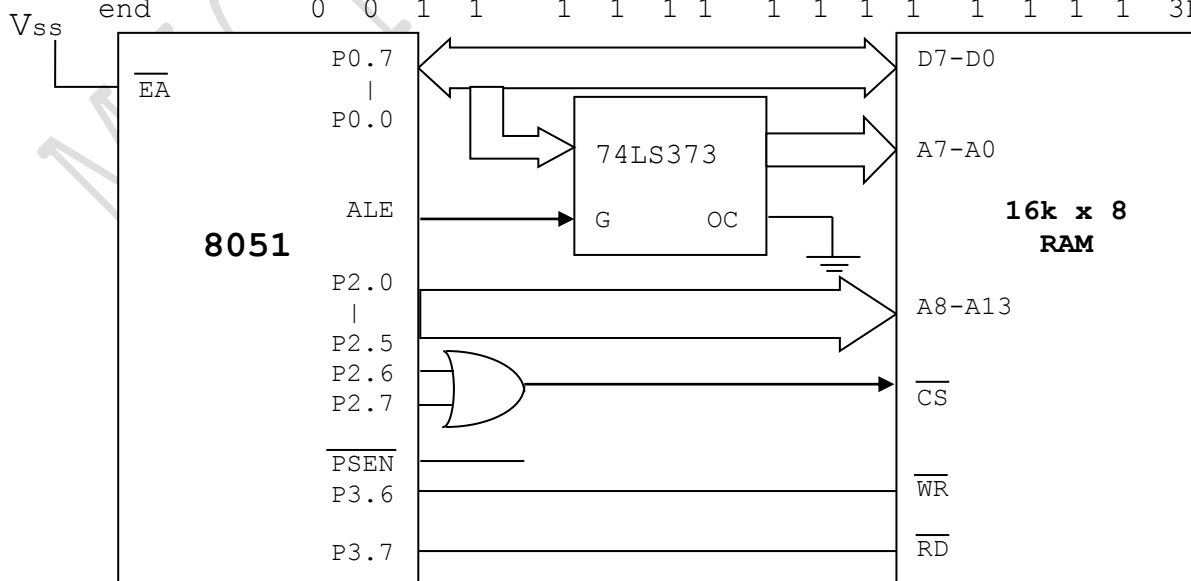 end 0 0 1 1 1 1 1 1 1 1 1 1 1 1 1 1
Vss
EA
P0.7
|
P0.0
ALE
8051
P2.0
|
P2.5
P2.6
P2.7
PSEN
P3.6
P3.7
74LS373
G OC
D7-D0
A7-A0
16k x 8
RAM
A8-A13
CS
WR
RD